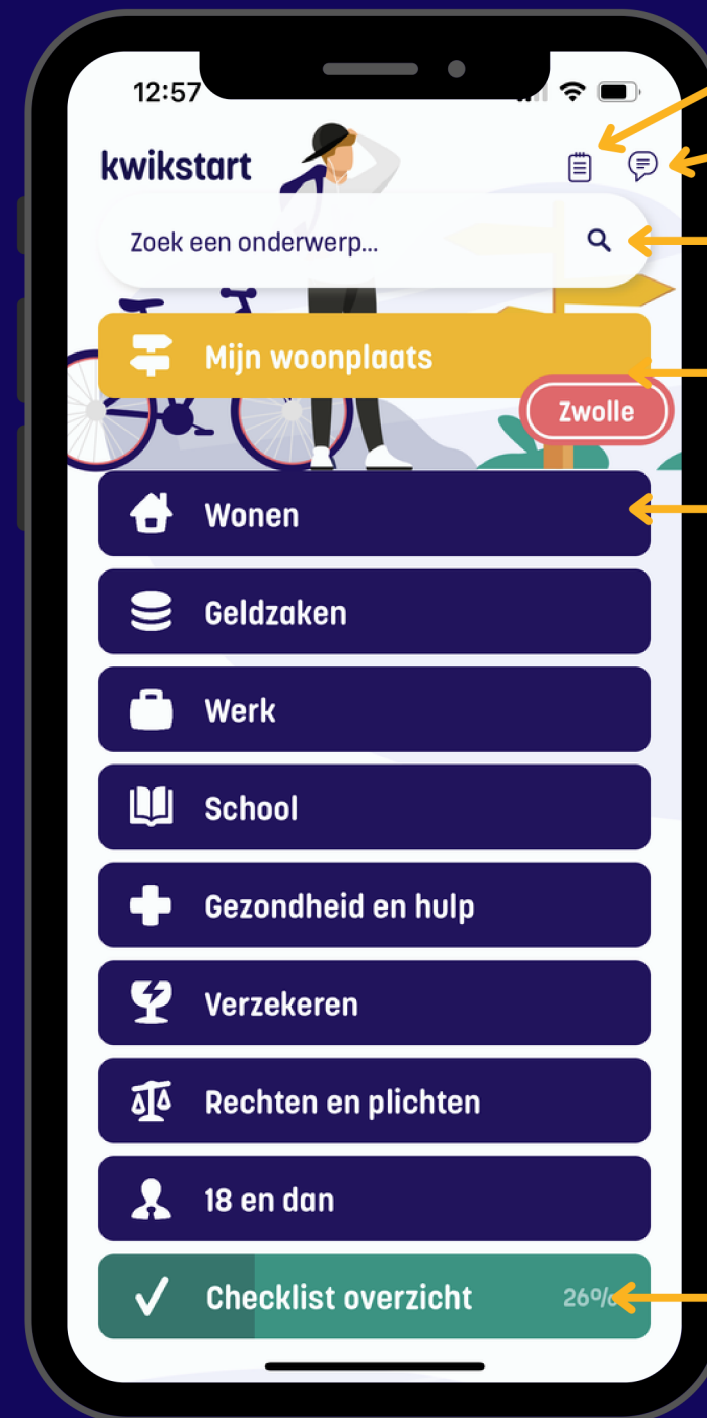 12:57
kwikstart
Zoek een onderwerp...
Mijn woonplaats
Zwolle
Wonen
Geldzaken
Werk
School
Gezondheid en hulp
Verzekeren
Rechten en plichten
18 en dan
Checklist overzicht 26%